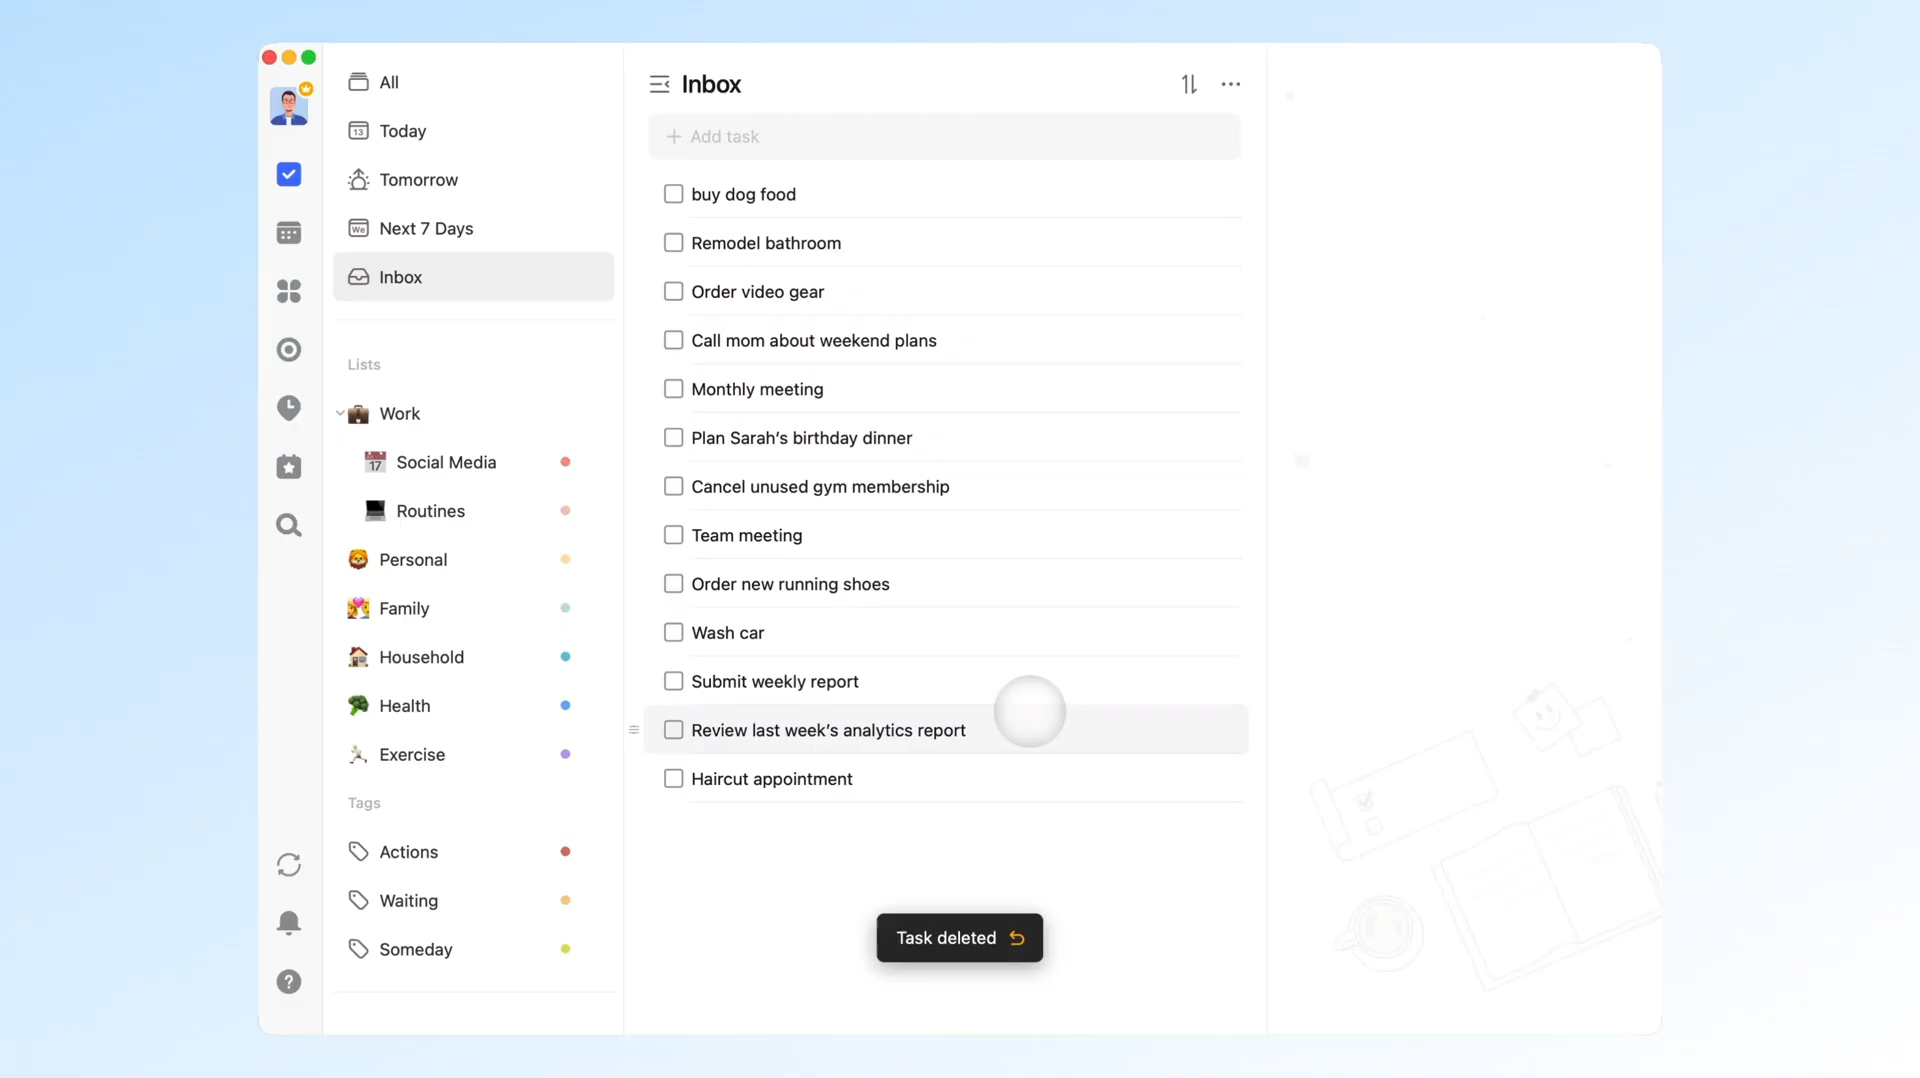 All
13
Today
Tomorrow
We
Next 7 Days
Inbox
Lists
Work
17
Social Media
Routines
Personal
Family
Household
Health
Exercise
Tags
Actions
Waiting
Someday
?
Inbox
+ Add task
buy dog food
Remodel bathroom
Order video gear
Call mom about weekend plans
Monthly meeting
Plan Sarah’s birthday dinner
Cancel unused gym membership
Team meeting
Order new running shoes
Wash car
Submit weekly report
Review last week’s analytics report
Haircut appointment
Task deleted